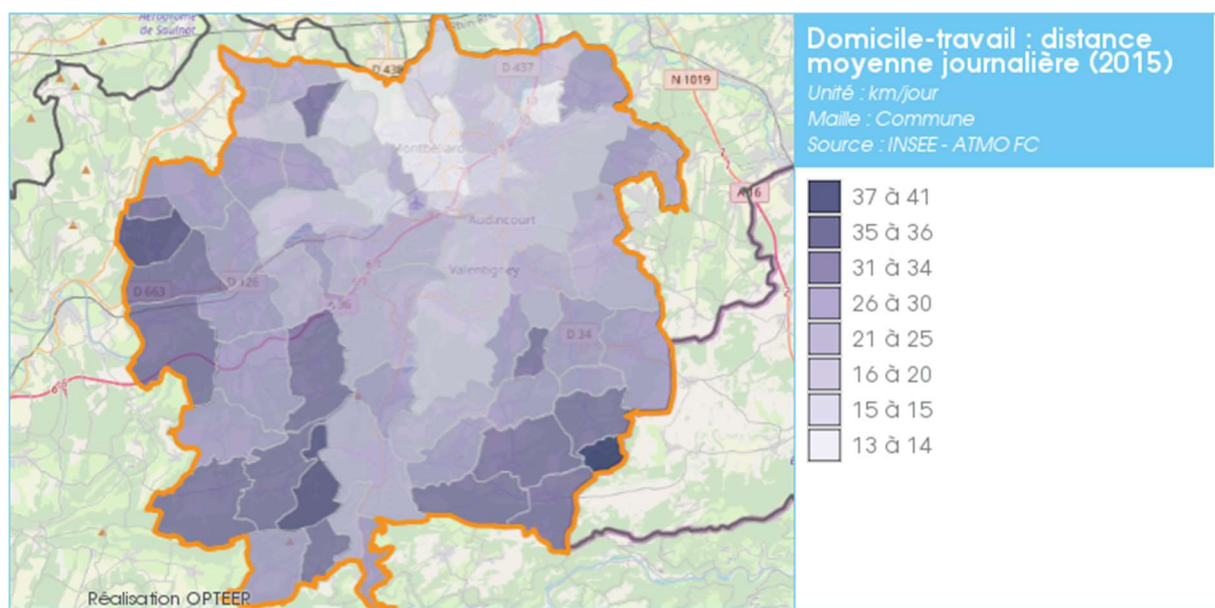 Aérodrome
de Saulnot
D 438
D 437
N 1019
Montbéliard
A 16
Audincourt
Valentigney
D 126
D 663
D 34
Réalisation OPTEER
Domicile-travail : distance
moyenne journalière (2015)
Unité : km/jour
Maille : Commune
Source : INSEE - ATMO FC
37 à 41
35 à 36
31 à 34
26 à 30
21 à 25
16 à 20
15 à 15
13 à 14